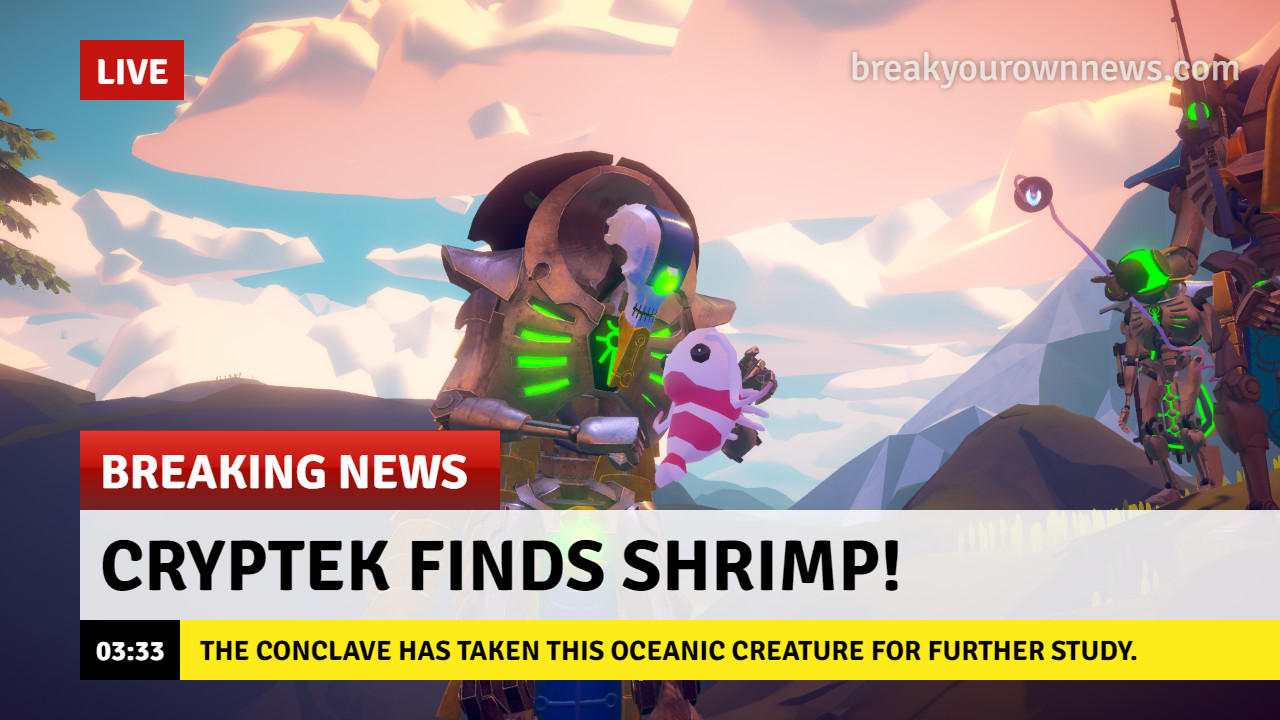 LIVE
breakyourownnews.com
BREAKING NEWS
CRYPTEK FINDS SHRIMP!
03:33
THE CONCLAVE HAS TAKEN THIS OCEANIC CREATURE FOR FURTHER STUDY.